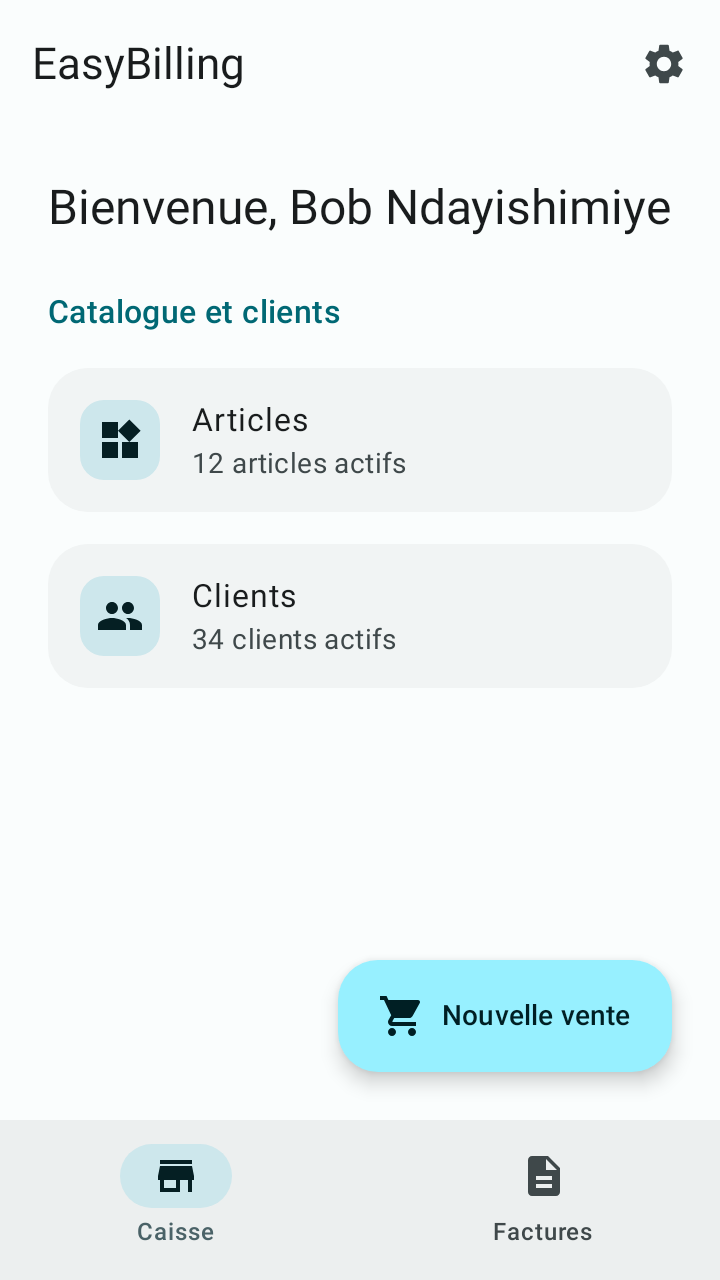 EasyBilling
Bienvenue, Bob Ndayishimiye
Catalogue et clients
Articles
12 articles actifs
Clients
34 clients actifs
Nouvelle vente
Caisse
Factures